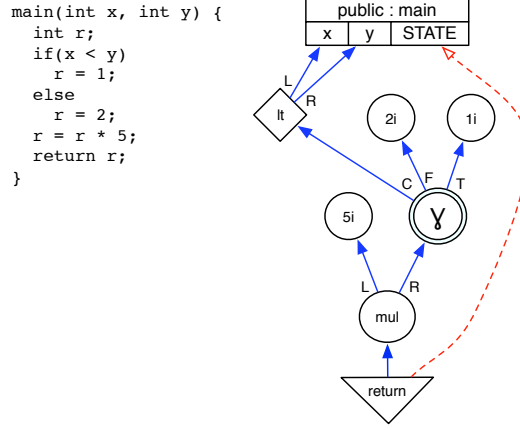 main(int x, int y) {
  int r;
  if(x < y)
    r = 1;
  else
    r = 2;
  r = r * 5;
  return r;
}
public : main
x y STATE
L
R
lt
2i 1i
C F T
5i γ
L R
mul
return